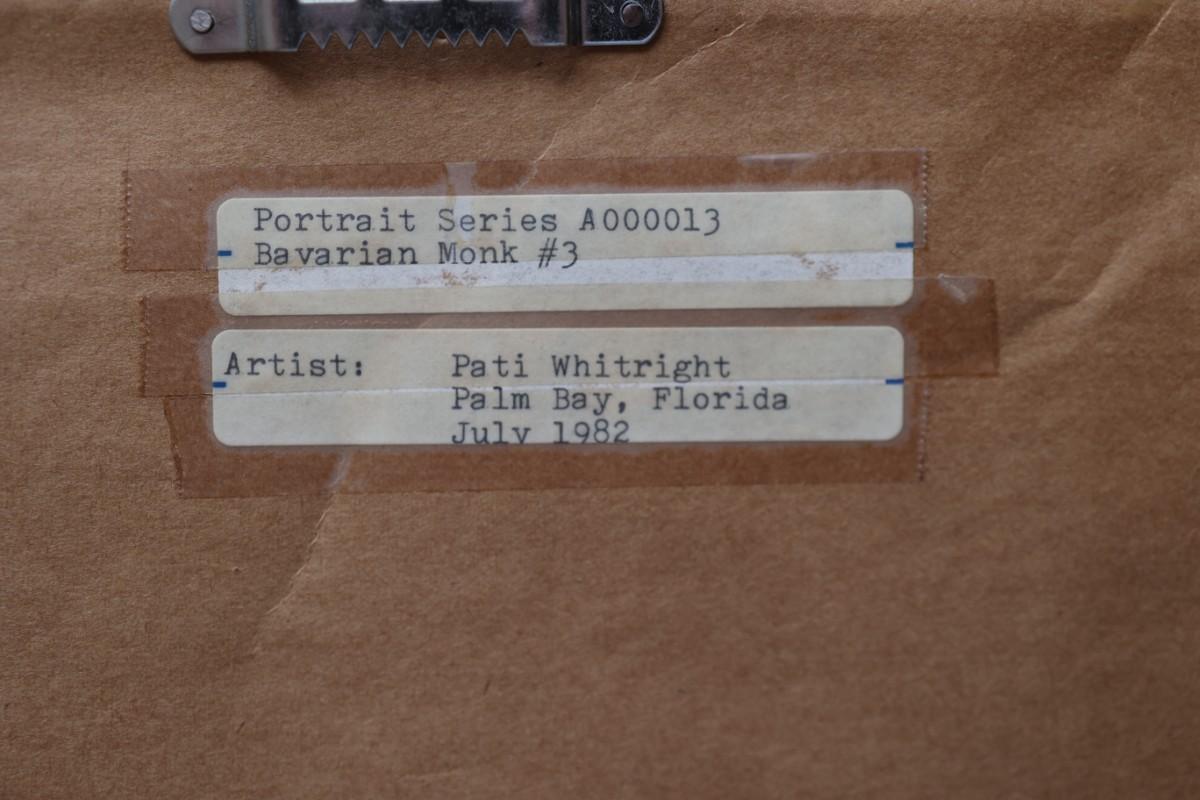 Portrait Series A000013
Bavarian Monk #3
Artist: Pati Whitright
Palm Bay, Florida
July 1982